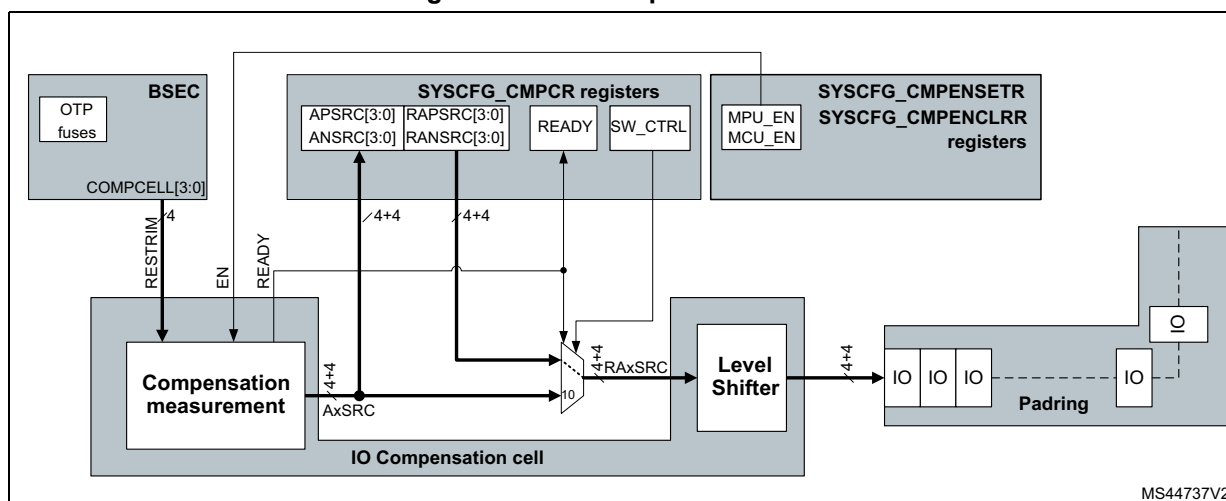 BSEC
OTP
fuses
COMPCELL[3:0]
SYSCFG_CMPCR registers
APSRC[3:0]
ANSRC[3:0]
RAPSRC[3:0]
RANSRC[3:0]
READY
SW_CTRL
SYSCFG_CMPENSETR
SYSCFG_CMPENCLRR
registers
MPU_EN
MCU_EN
RESTRIM
4
EN
READY
4+4
4+4
Compensation
measurement
4+4
AxSRC
10
4+4
RAxSRC
Level
Shifter
4+4
IO
IO
IO
IO
IO
Padring
IO Compensation cell
MS44737V2